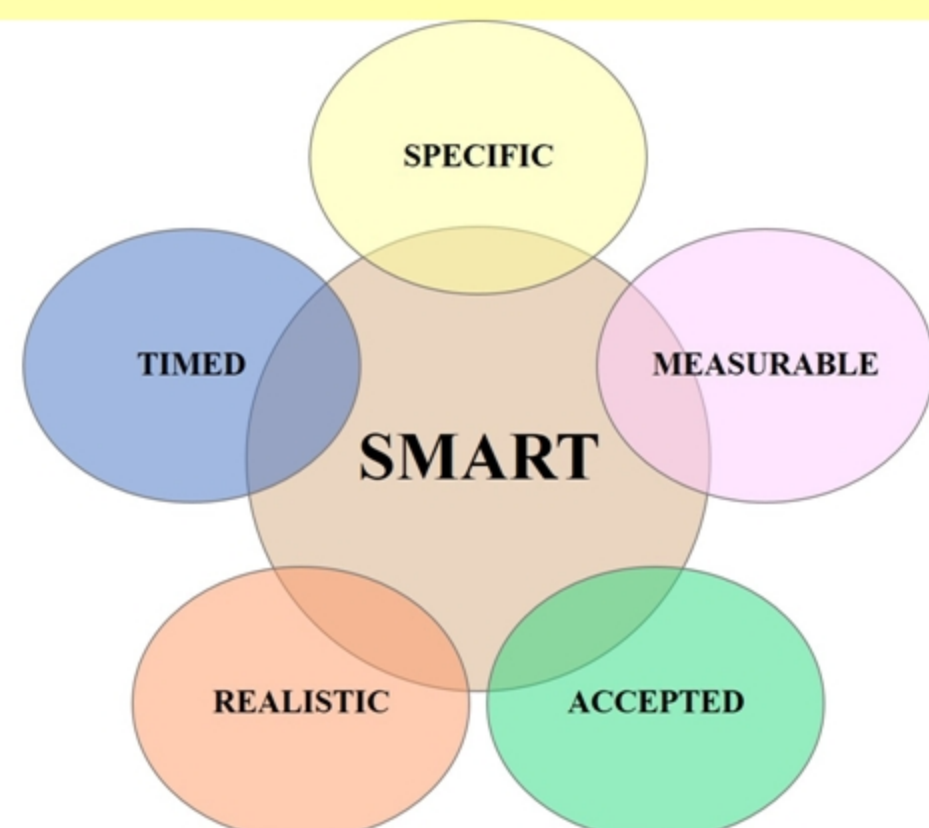 SPECIFIC
TIMED
MEASURABLE
SMART
REALISTIC
ACCEPTED